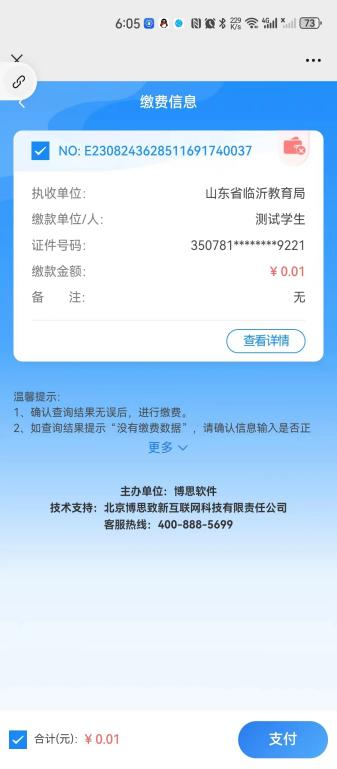 6:05 229 K/s 4G 73
缴费信息
NO: E2308243628511691740037
执收单位: 山东省临沂教育局
缴款单位/人: 测试学生
证件号码: 350781********9221
缴款金额: ¥ 0.01
备 注: 无
查看详情
温馨提示:
1、确认查询结果无误后，进行缴费。
2、如查询结果提示“没有缴费数据”，请确认信息输入是否正
更多
主办单位：博思软件
技术支持：北京博思致新互联网科技有限责任公司
客服热线：400-888-5699
合计(元): ¥ 0.01 支付